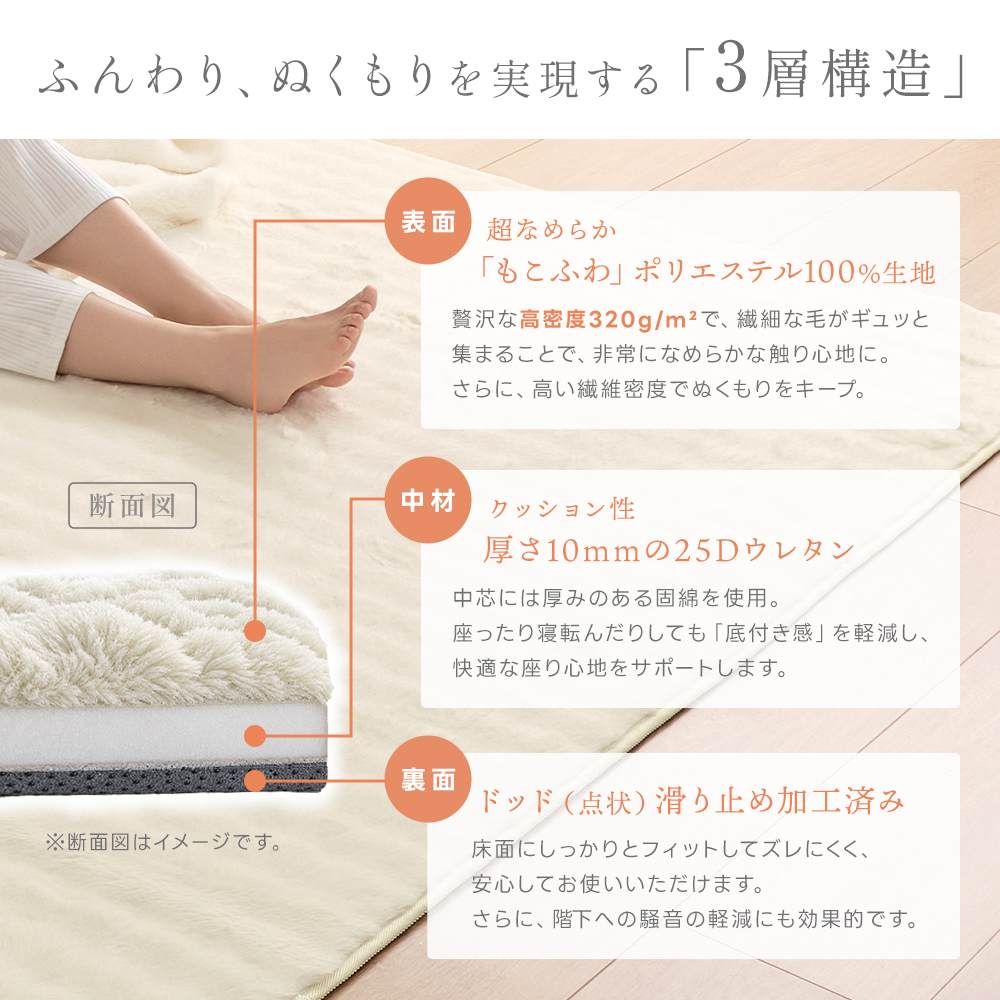 ふんわり、ぬくもりを実現する「3層構造」
表面
超なめらか
「もこふわ」ポリエステル100%生地
贅沢な高密度320g/m²で、繊細な毛がギュッと
集まることで、非常になめらかな触り心地に。
さらに、高い繊維密度でぬくもりをキープ。
断面図
中材
クッション性
厚さ10mmの25Dウレタン
中芯には厚みのある固綿を使用。
座ったり寝転んだりしても「底付き感」を軽減し、
快適な座り心地をサポートします。
裏面
ドッド（点状）滑り止め加工済み
床面にしっかりとフィットしてズレにくく、
安心してお使いいただけます。
さらに、階下への騒音の軽減にも効果的です。
※断面図はイメージです。